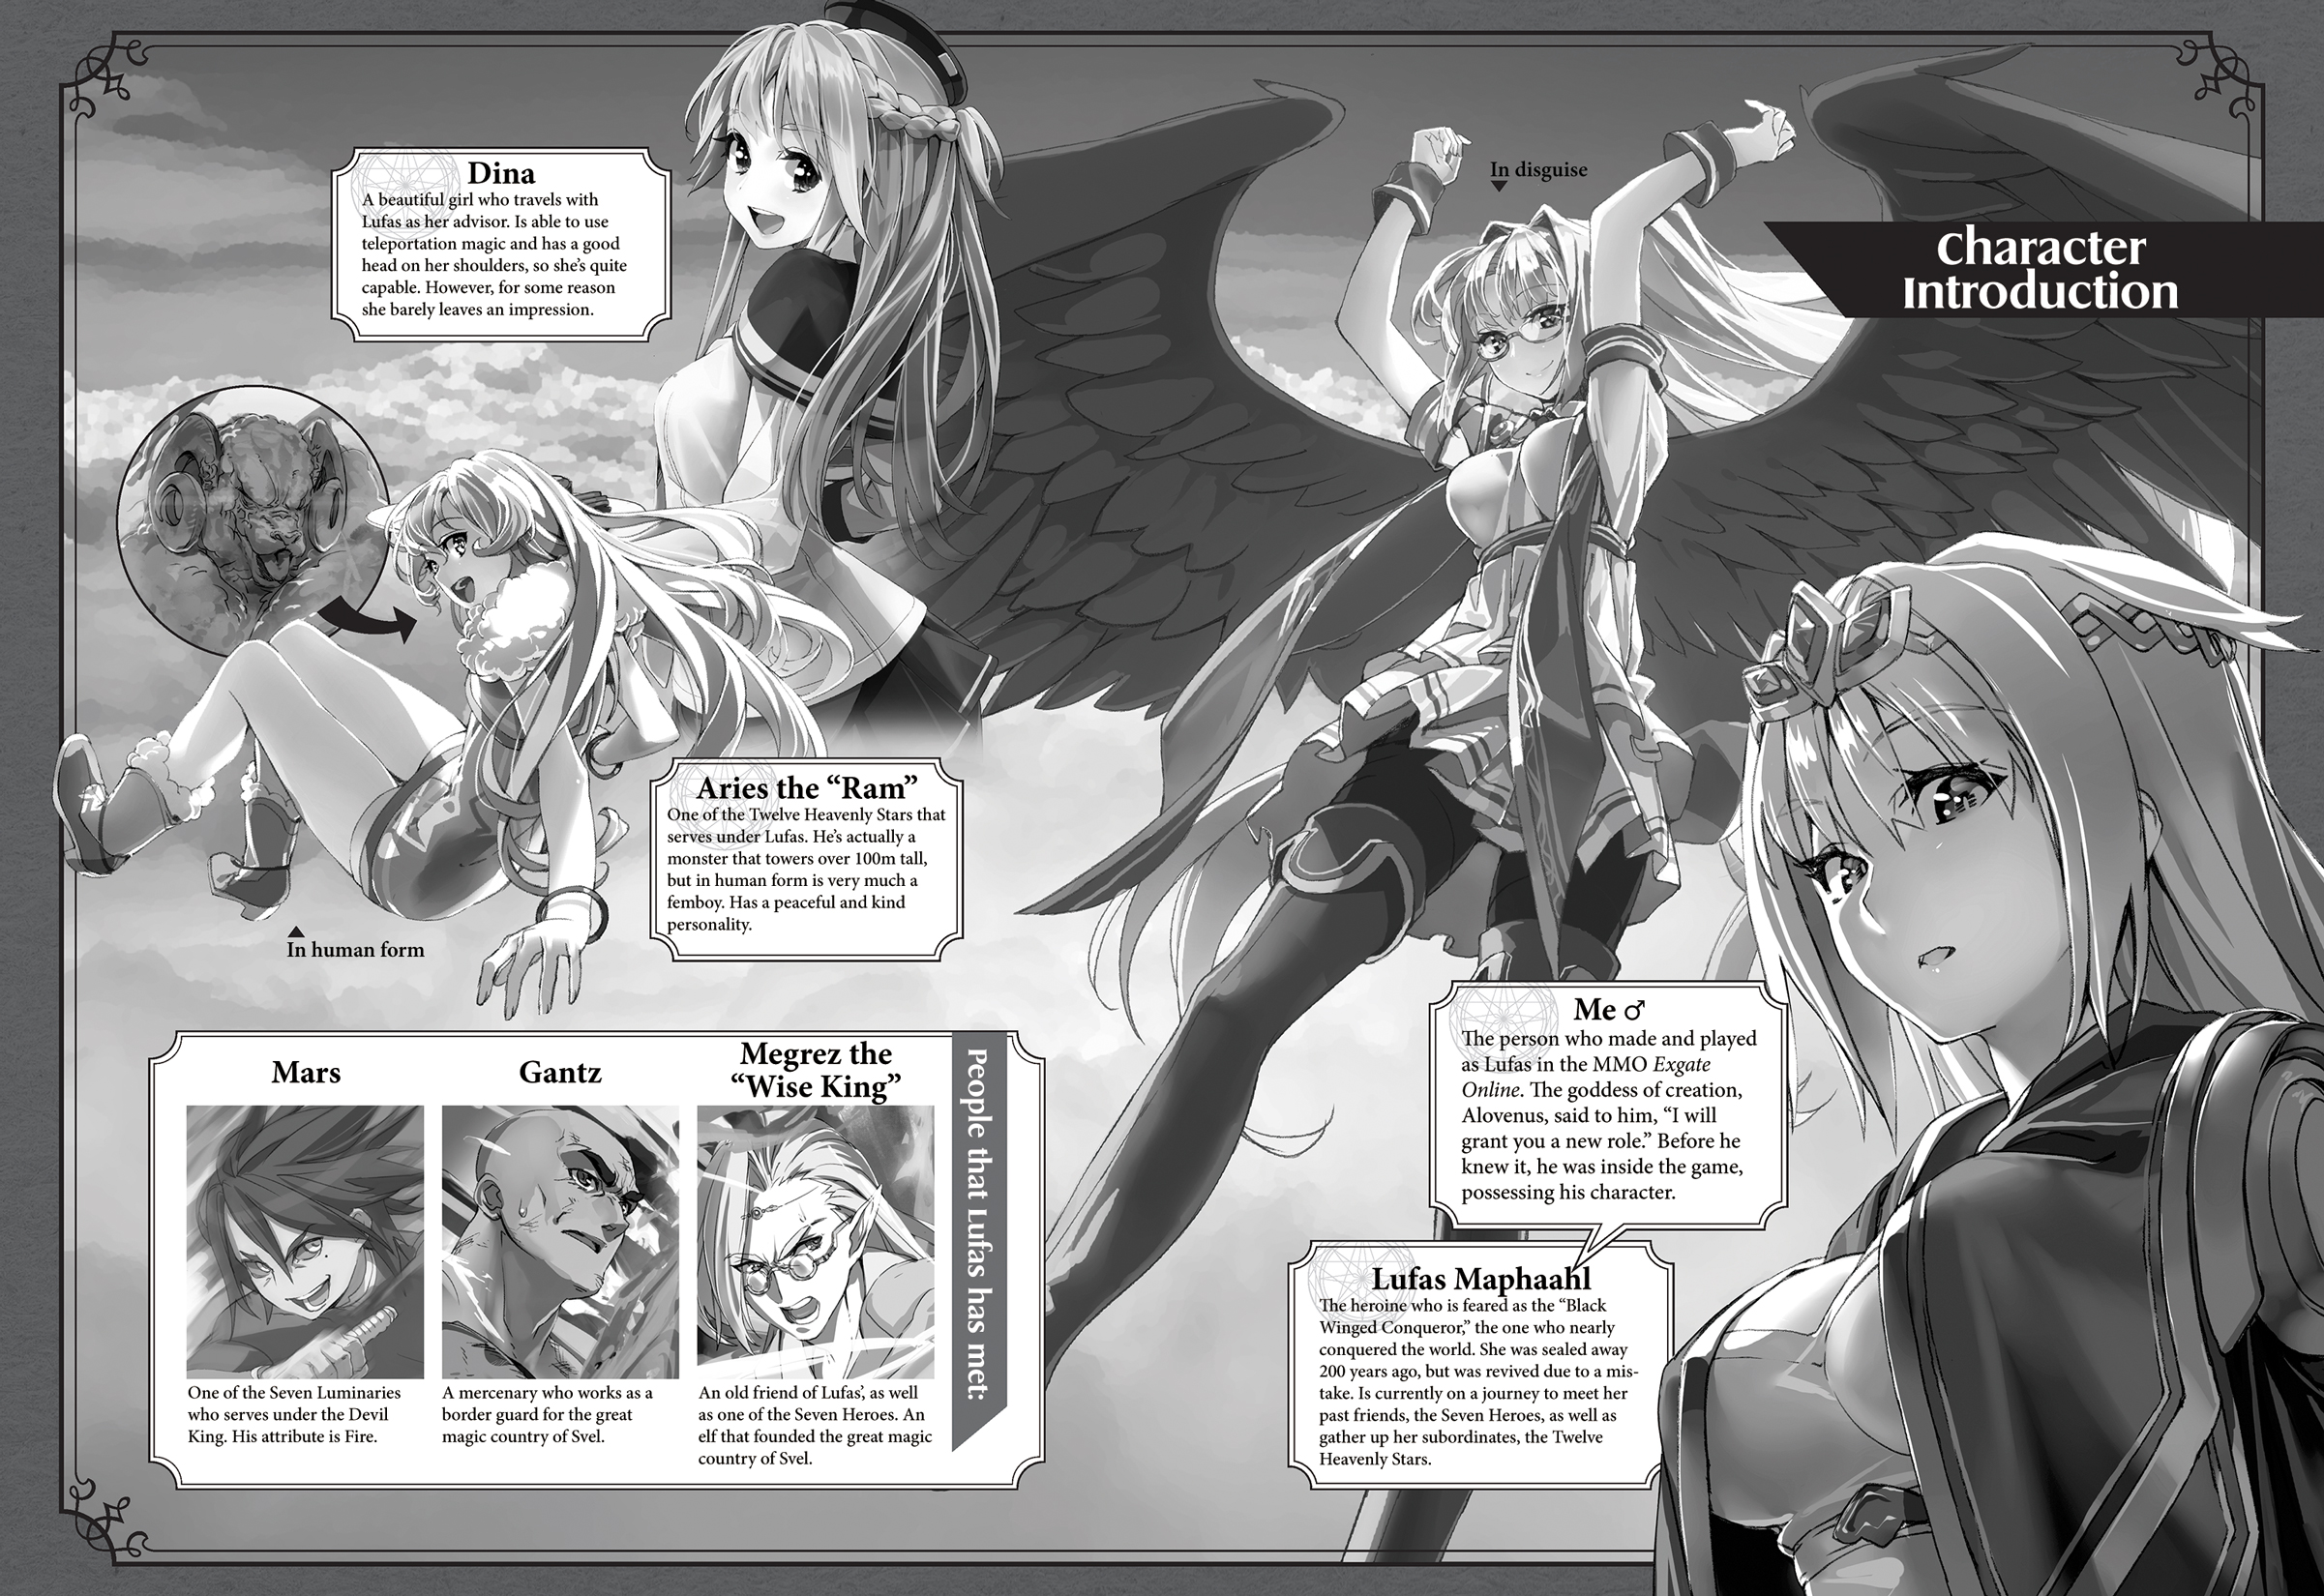 Character
Introduction
In disguise
Dina
A beautiful girl who travels with
Lufas as her advisor. Is able to use
teleportation magic and has a good
head on her shoulders, so she's quite
capable. However, for some reason
she barely leaves an impression.
Aries the “Ram”
One of the Twelve Heavenly Stars that
serves under Lufas. He's actually a
monster that towers over 100m tall,
but in human form is very much a
femboy. Has a peaceful and kind
personality.
In human form
Me ♂
The person who made and played
as Lufas in the MMO Exgate
Online. The goddess of creation,
Alovenus, said to him, “I will
grant you a new role.” Before he
knew it, he was inside the game,
possessing his character.
Lufas Maphaahl
The heroine who is feared as the “Black
Winged Conqueror,” the one who nearly
conquered the world. She was sealed away
200 years ago, but was revived due to a mis-
take. Is currently on a journey to meet her
past friends, the Seven Heroes, as well as
gather up her subordinates, the Twelve
Heavenly Stars.
People that Lufas has met:
Megrez the
“Wise King”
An old friend of Lufas', as well
as one of the Seven Heroes. An
elf that founded the great magic
country of Svel.
Gantz
A mercenary who works as a
border guard for the great
magic country of Svel.
Mars
One of the Seven Luminaries
who serves under the Devil
King. His attribute is Fire.